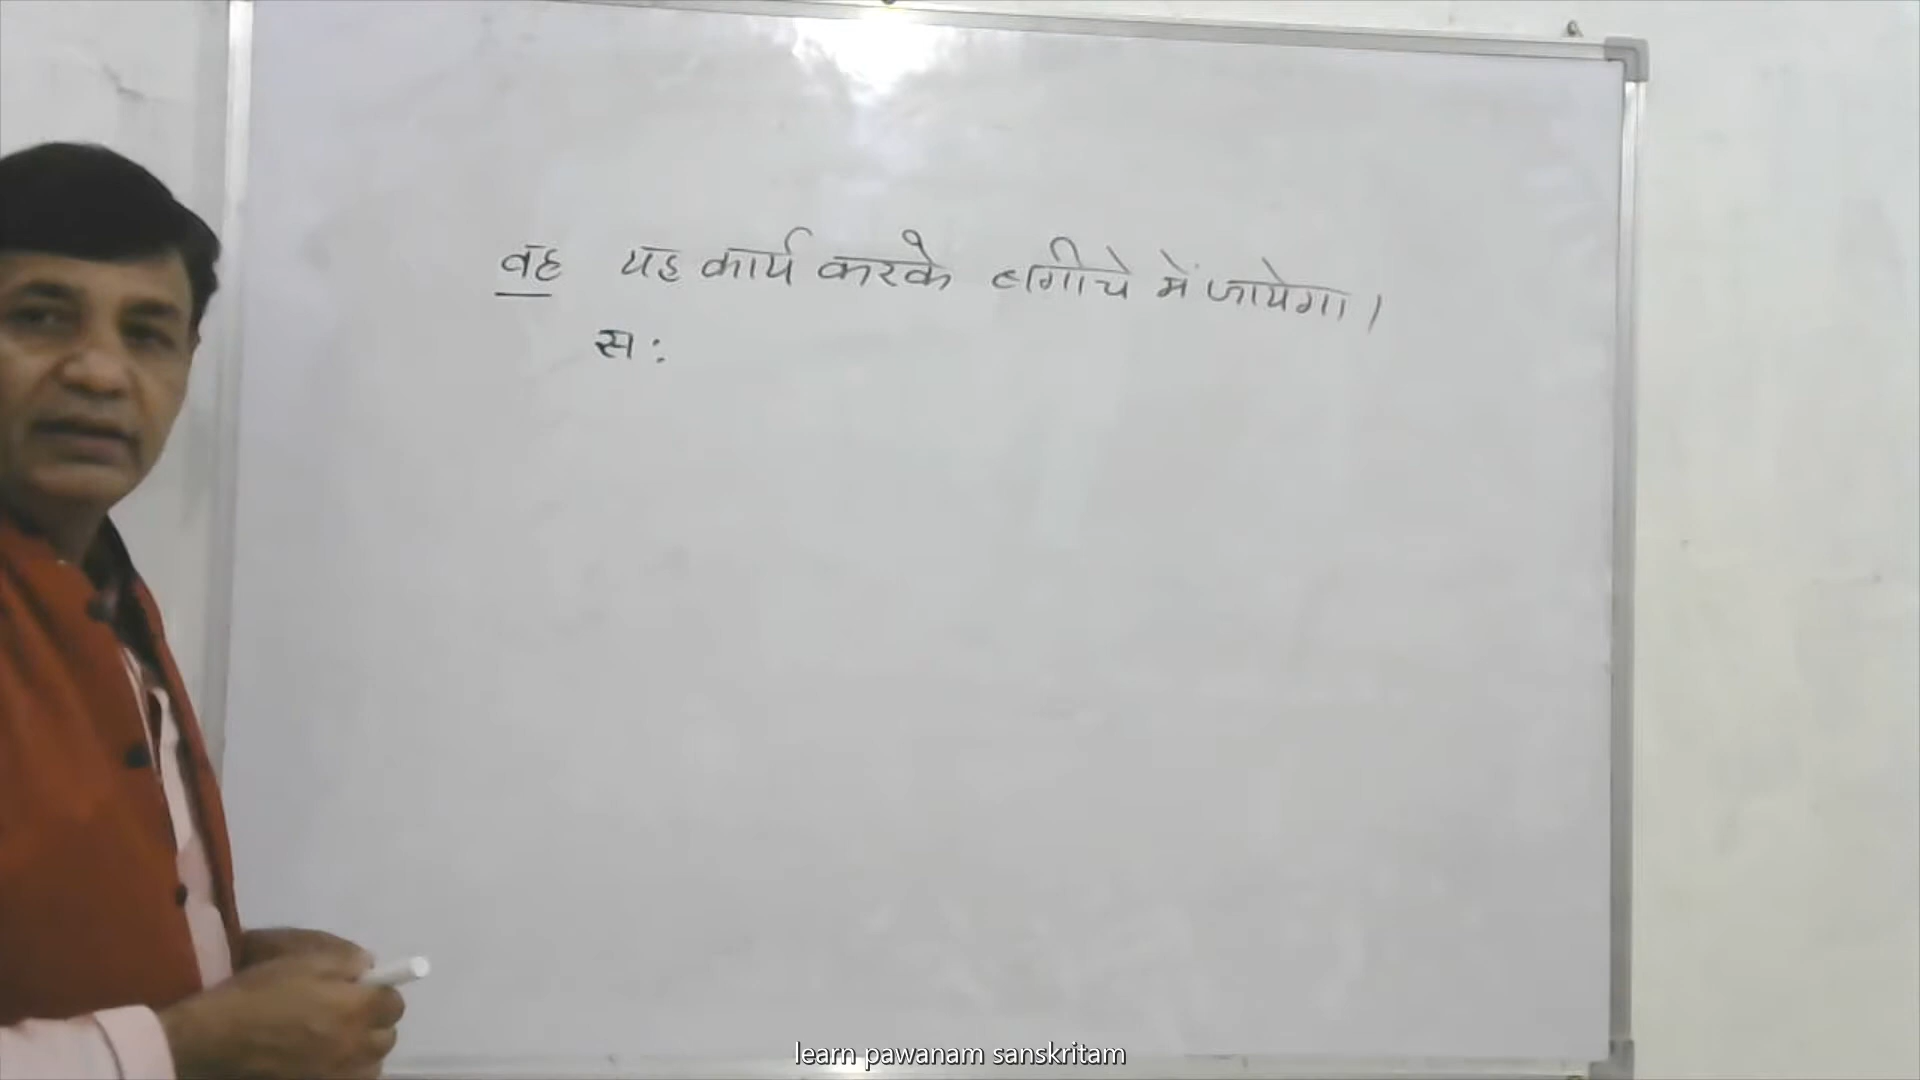 वह यह कार्य करके बगीचे में जायेगा।
सः
learn pawanam sanskritam